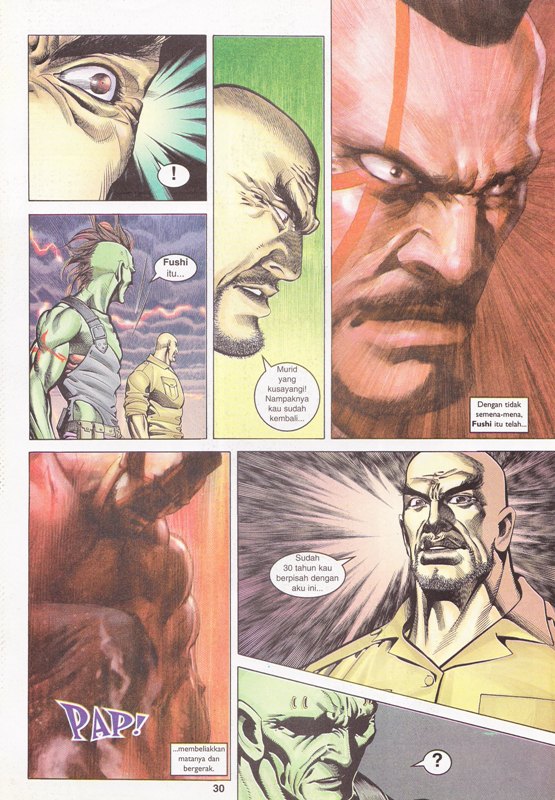 !
Fushi
itu...
Murid
yang
kusayangi!
Nampaknya
kau sudah
kembali...
Dengan tidak
semena-mena,
Fushi itu telah...
PAP!
...membeliakkan
matanya dan
bergerak.
Sudah
30 tahun kau
berpisah dengan
aku ini...
?
30